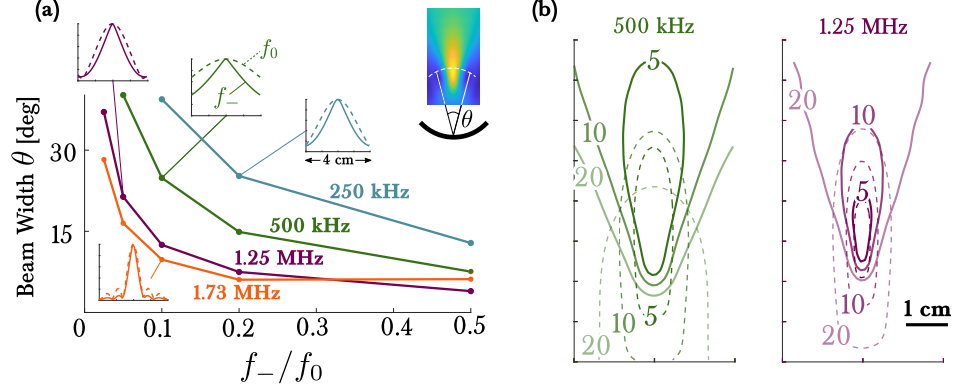 (a)
f₀
f₋
θ
4 cm
250 kHz
500 kHz
1.25 MHz
1.73 MHz
Beam Width θ [deg]
30
15
0
0.1
0.2
0.3
0.4
0.5
f₋/f₀
(b)
500 kHz
5
10
20
20
10
5
1.25 MHz
20
10
5
10
20
1 cm